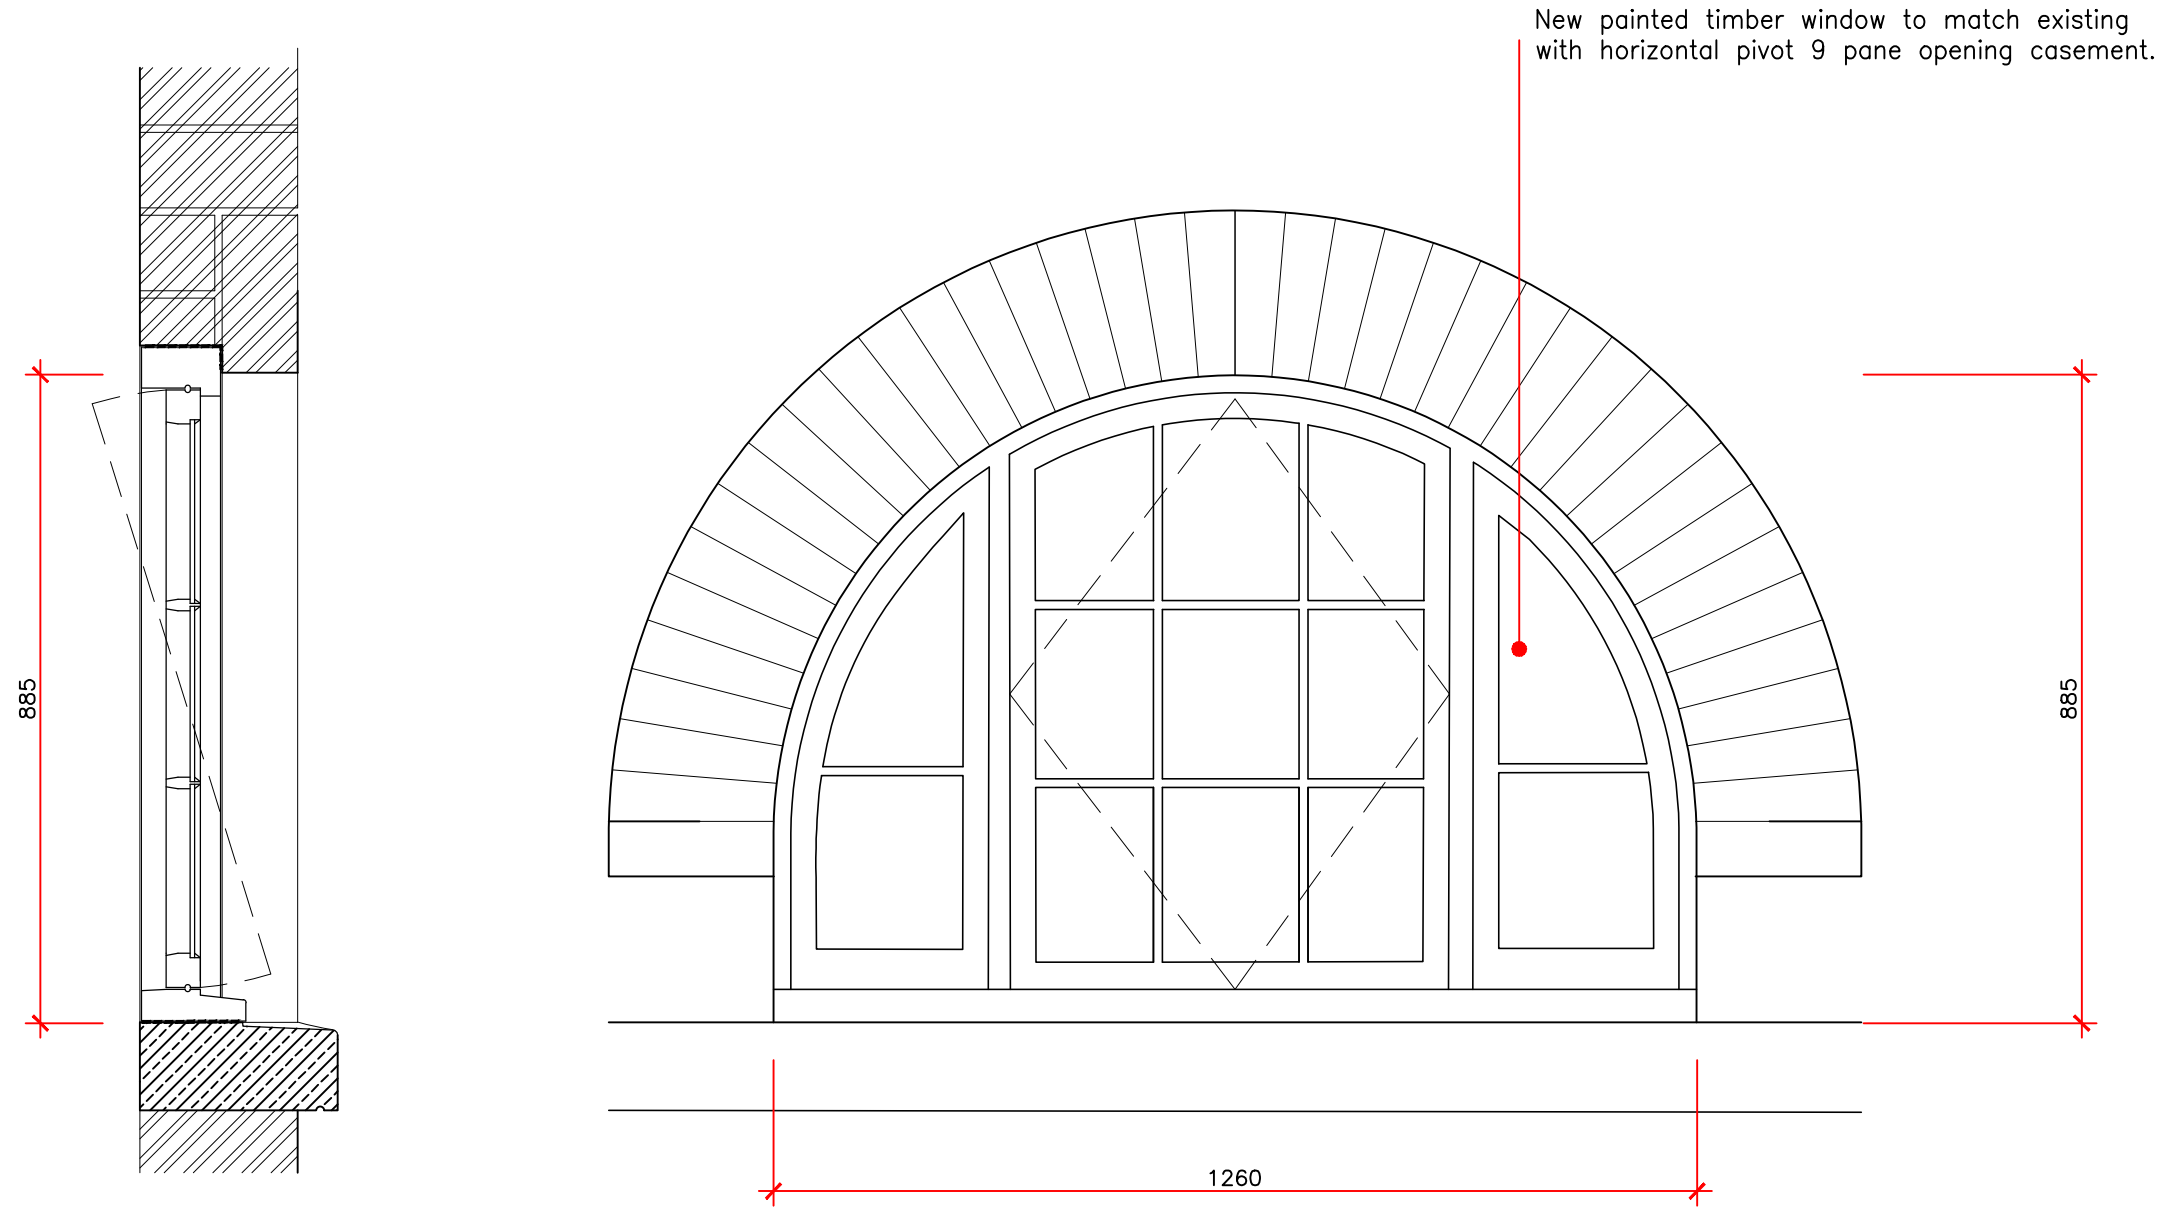 New painted timber window to match existing
with horizontal pivot 9 pane opening casement.
885
885
1260